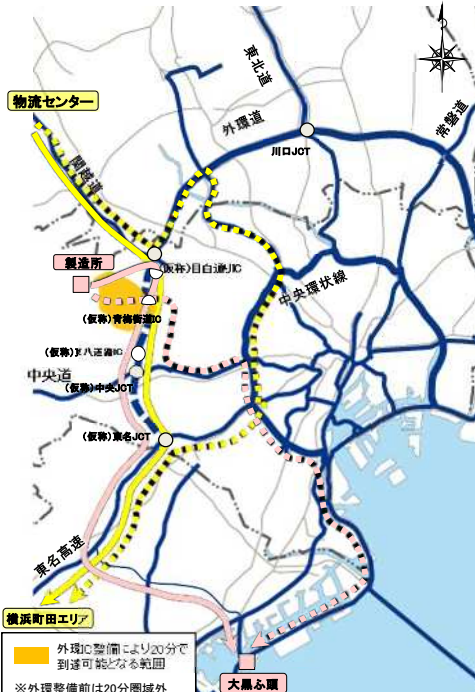 東北道
常磐道
物流センター
外環道
川口JCT
関越道
製造所
(仮称)目白通りIC
中央環状線
(仮称)青梅街道IC
(仮称)東八道路IC
中央道
(仮称)中央JCT
(仮称)東名JCT
東名高速
横浜町田エリア
外環IC整備により20分で
到達可能となる範囲
※外環整備前は20分圏域外
大黒ふ頭